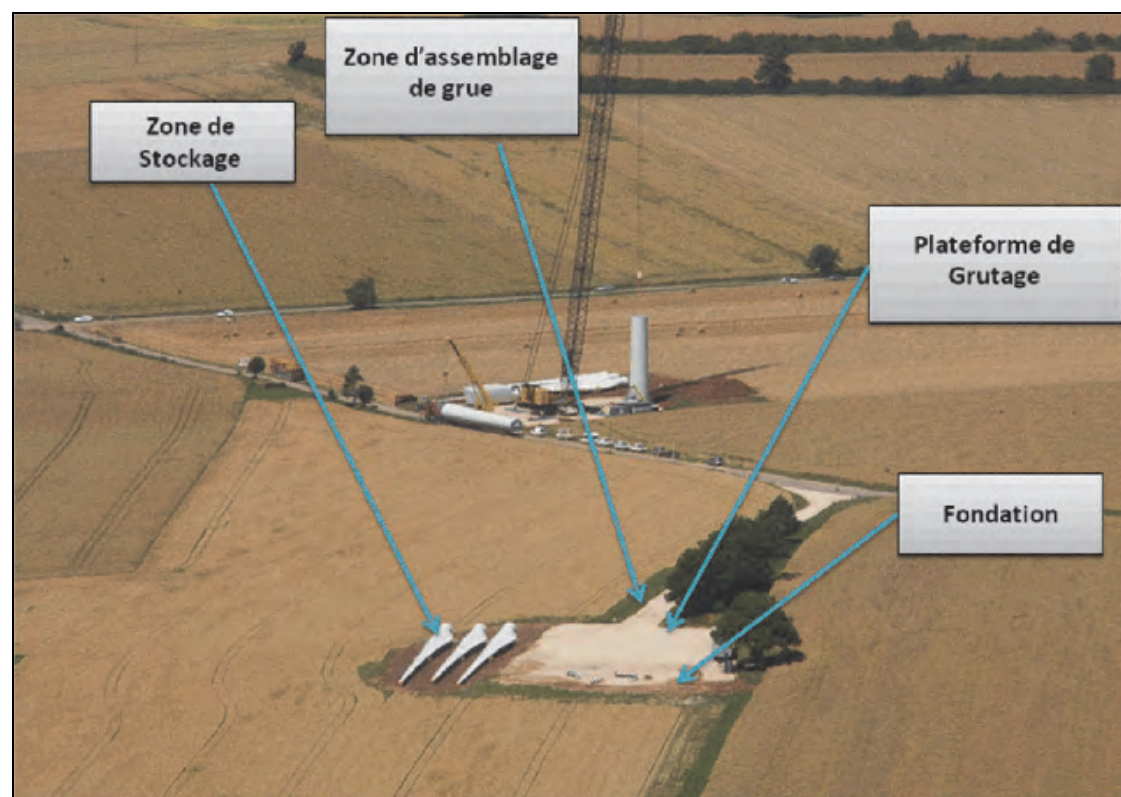 Zone d'assemblage
de grue
Zone de
Stockage
Plateforme de
Grutage
Fondation